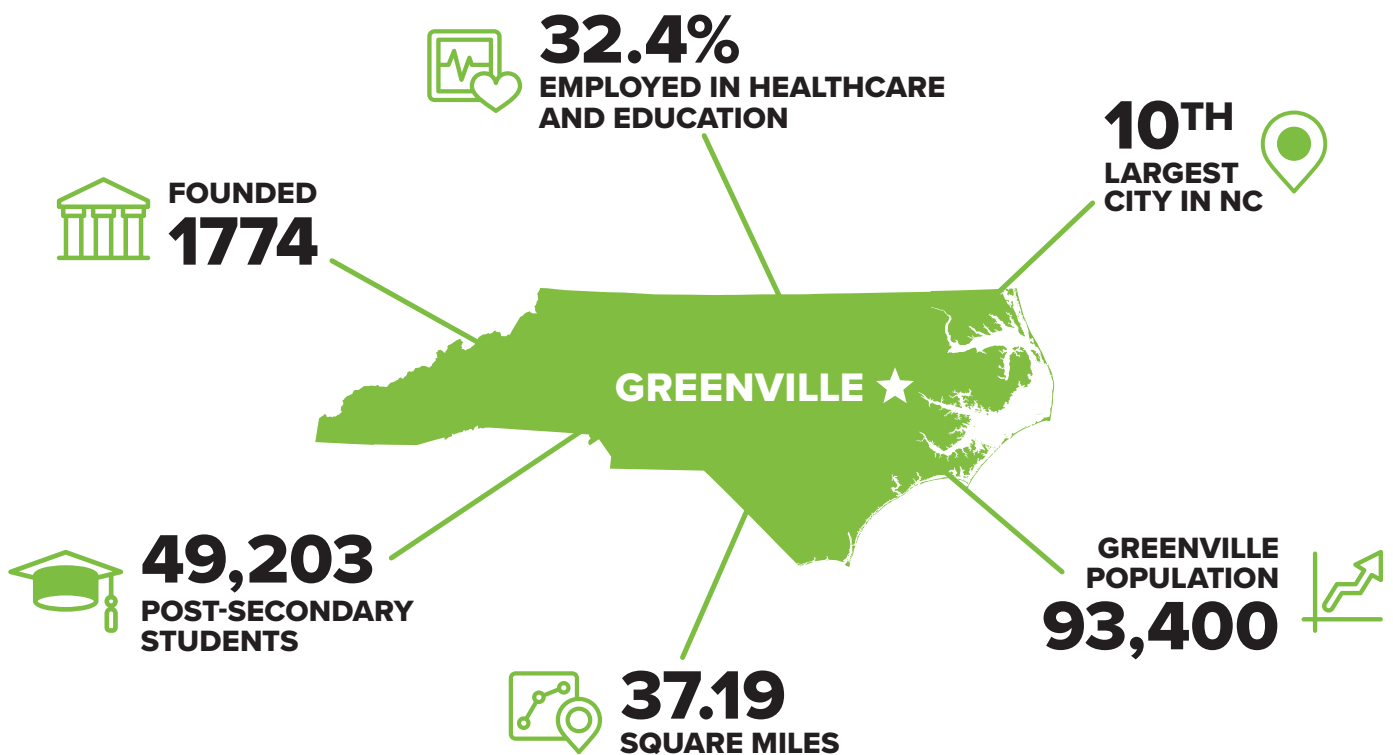 32.4%
EMPLOYED IN HEALTHCARE
AND EDUCATION
10TH
LARGEST
CITY IN NC
FOUNDED
1774
GREENVILLE
49,203
POST-SECONDARY
STUDENTS
GREENVILLE
POPULATION
93,400
37.19
SQUARE MILES